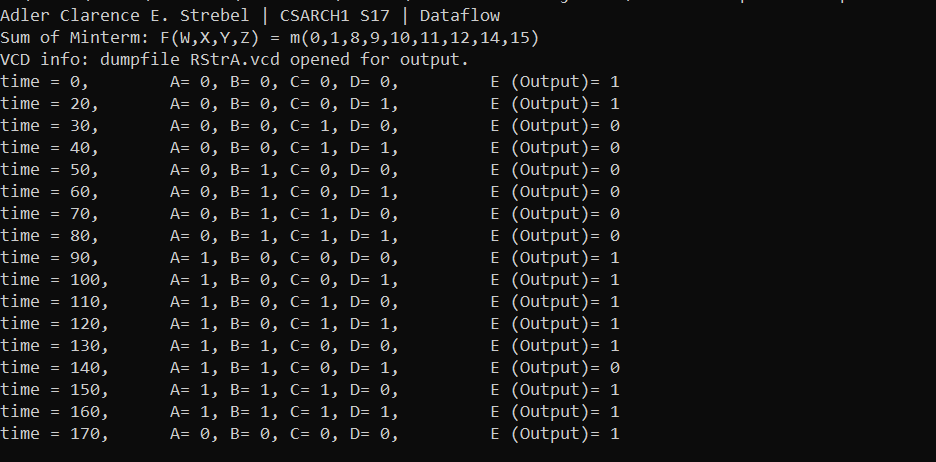 Adler Clarence E. Strebel | CSARCH1 S17 | Dataflow
Sum of Minterm: F(W,X,Y,Z) = m(0,1,8,9,10,11,12,14,15)
VCD info: dumpfile RStrA.vcd opened for output.
time = 0, A= 0, B= 0, C= 0, D= 0, E (Output)= 1
time = 20, A= 0, B= 0, C= 0, D= 1, E (Output)= 1
time = 30, A= 0, B= 0, C= 1, D= 0, E (Output)= 0
time = 40, A= 0, B= 0, C= 1, D= 1, E (Output)= 0
time = 50, A= 0, B= 1, C= 0, D= 0, E (Output)= 0
time = 60, A= 0, B= 1, C= 0, D= 1, E (Output)= 0
time = 70, A= 0, B= 1, C= 1, D= 0, E (Output)= 0
time = 80, A= 0, B= 1, C= 1, D= 1, E (Output)= 0
time = 90, A= 1, B= 0, C= 0, D= 0, E (Output)= 1
time = 100, A= 1, B= 0, C= 0, D= 1, E (Output)= 1
time = 110, A= 1, B= 0, C= 1, D= 0, E (Output)= 1
time = 120, A= 1, B= 0, C= 1, D= 1, E (Output)= 1
time = 130, A= 1, B= 1, C= 0, D= 0, E (Output)= 1
time = 140, A= 1, B= 1, C= 0, D= 1, E (Output)= 0
time = 150, A= 1, B= 1, C= 1, D= 0, E (Output)= 1
time = 160, A= 1, B= 1, C= 1, D= 1, E (Output)= 1
time = 170, A= 0, B= 0, C= 0, D= 0, E (Output)= 1